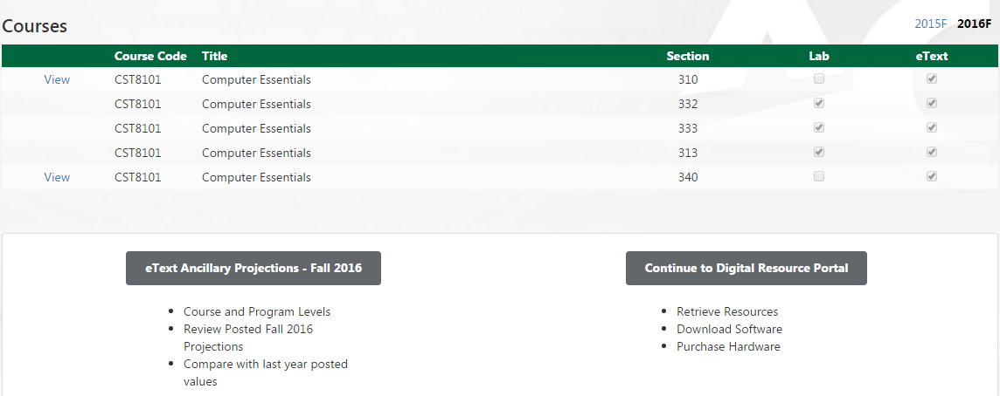 Courses 2015F 2016F
Course Code Title Section Lab eText
View CST8101 Computer Essentials 310
CST8101 Computer Essentials 332
CST8101 Computer Essentials 333
CST8101 Computer Essentials 313
View CST8101 Computer Essentials 340
eText Ancillary Projections - Fall 2016
Course and Program Levels
Review Posted Fall 2016
Projections
Compare with last year posted
values
Continue to Digital Resource Portal
Retrieve Resources
Download Software
Purchase Hardware